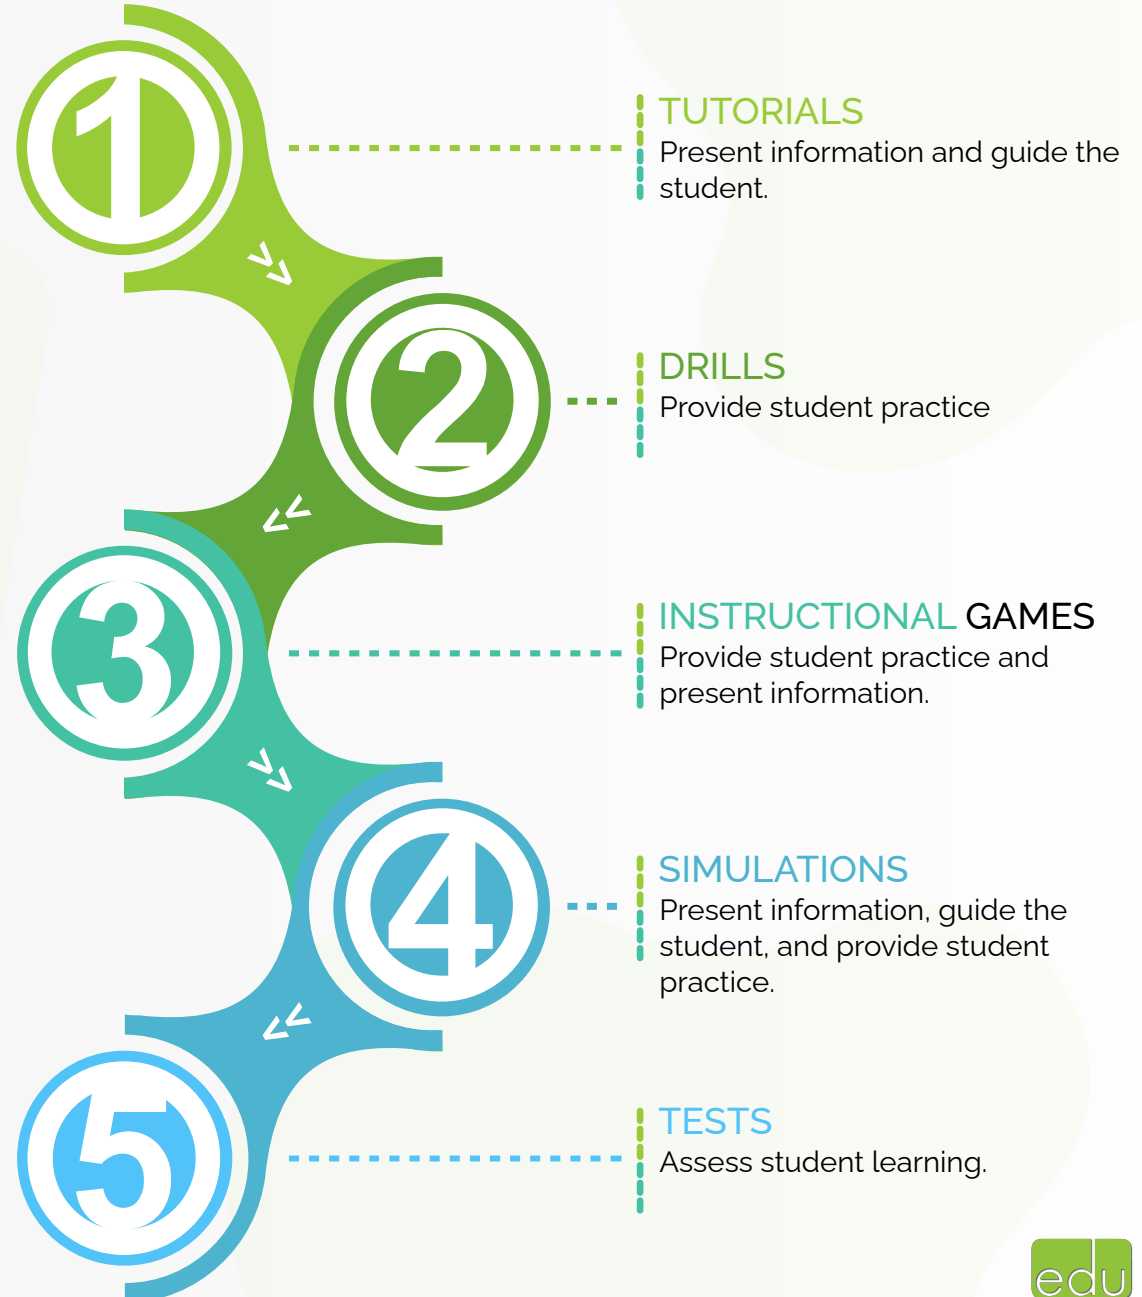 1
TUTORIALS
Present information and guide the
student.
2
DRILLS
Provide student practice
3
INSTRUCTIONAL GAMES
Provide student practice and
present information.
4
SIMULATIONS
Present information, guide the
student, and provide student
practice.
5
TESTS
Assess student learning.
edu